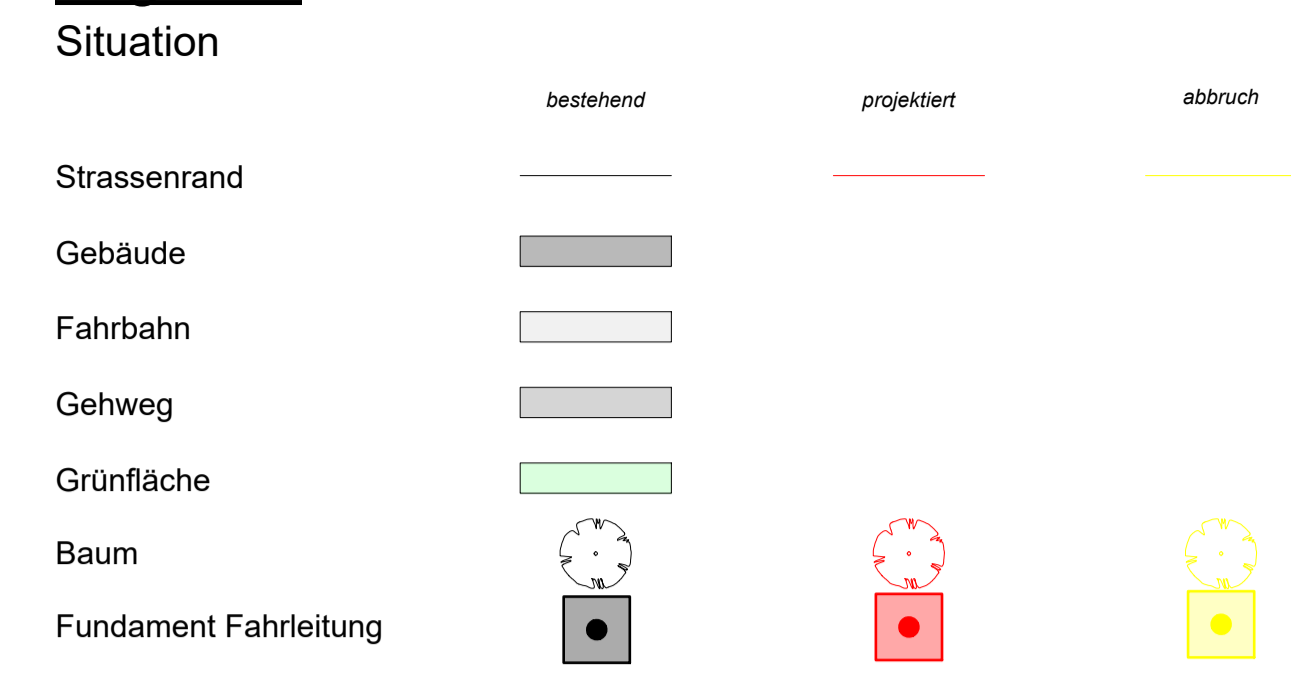 Situation
bestehend projektiert abbruch
Strassenrand
Gebäude
Fahrbahn
Gehweg
Grünfläche
Baum
Fundament Fahrleitung